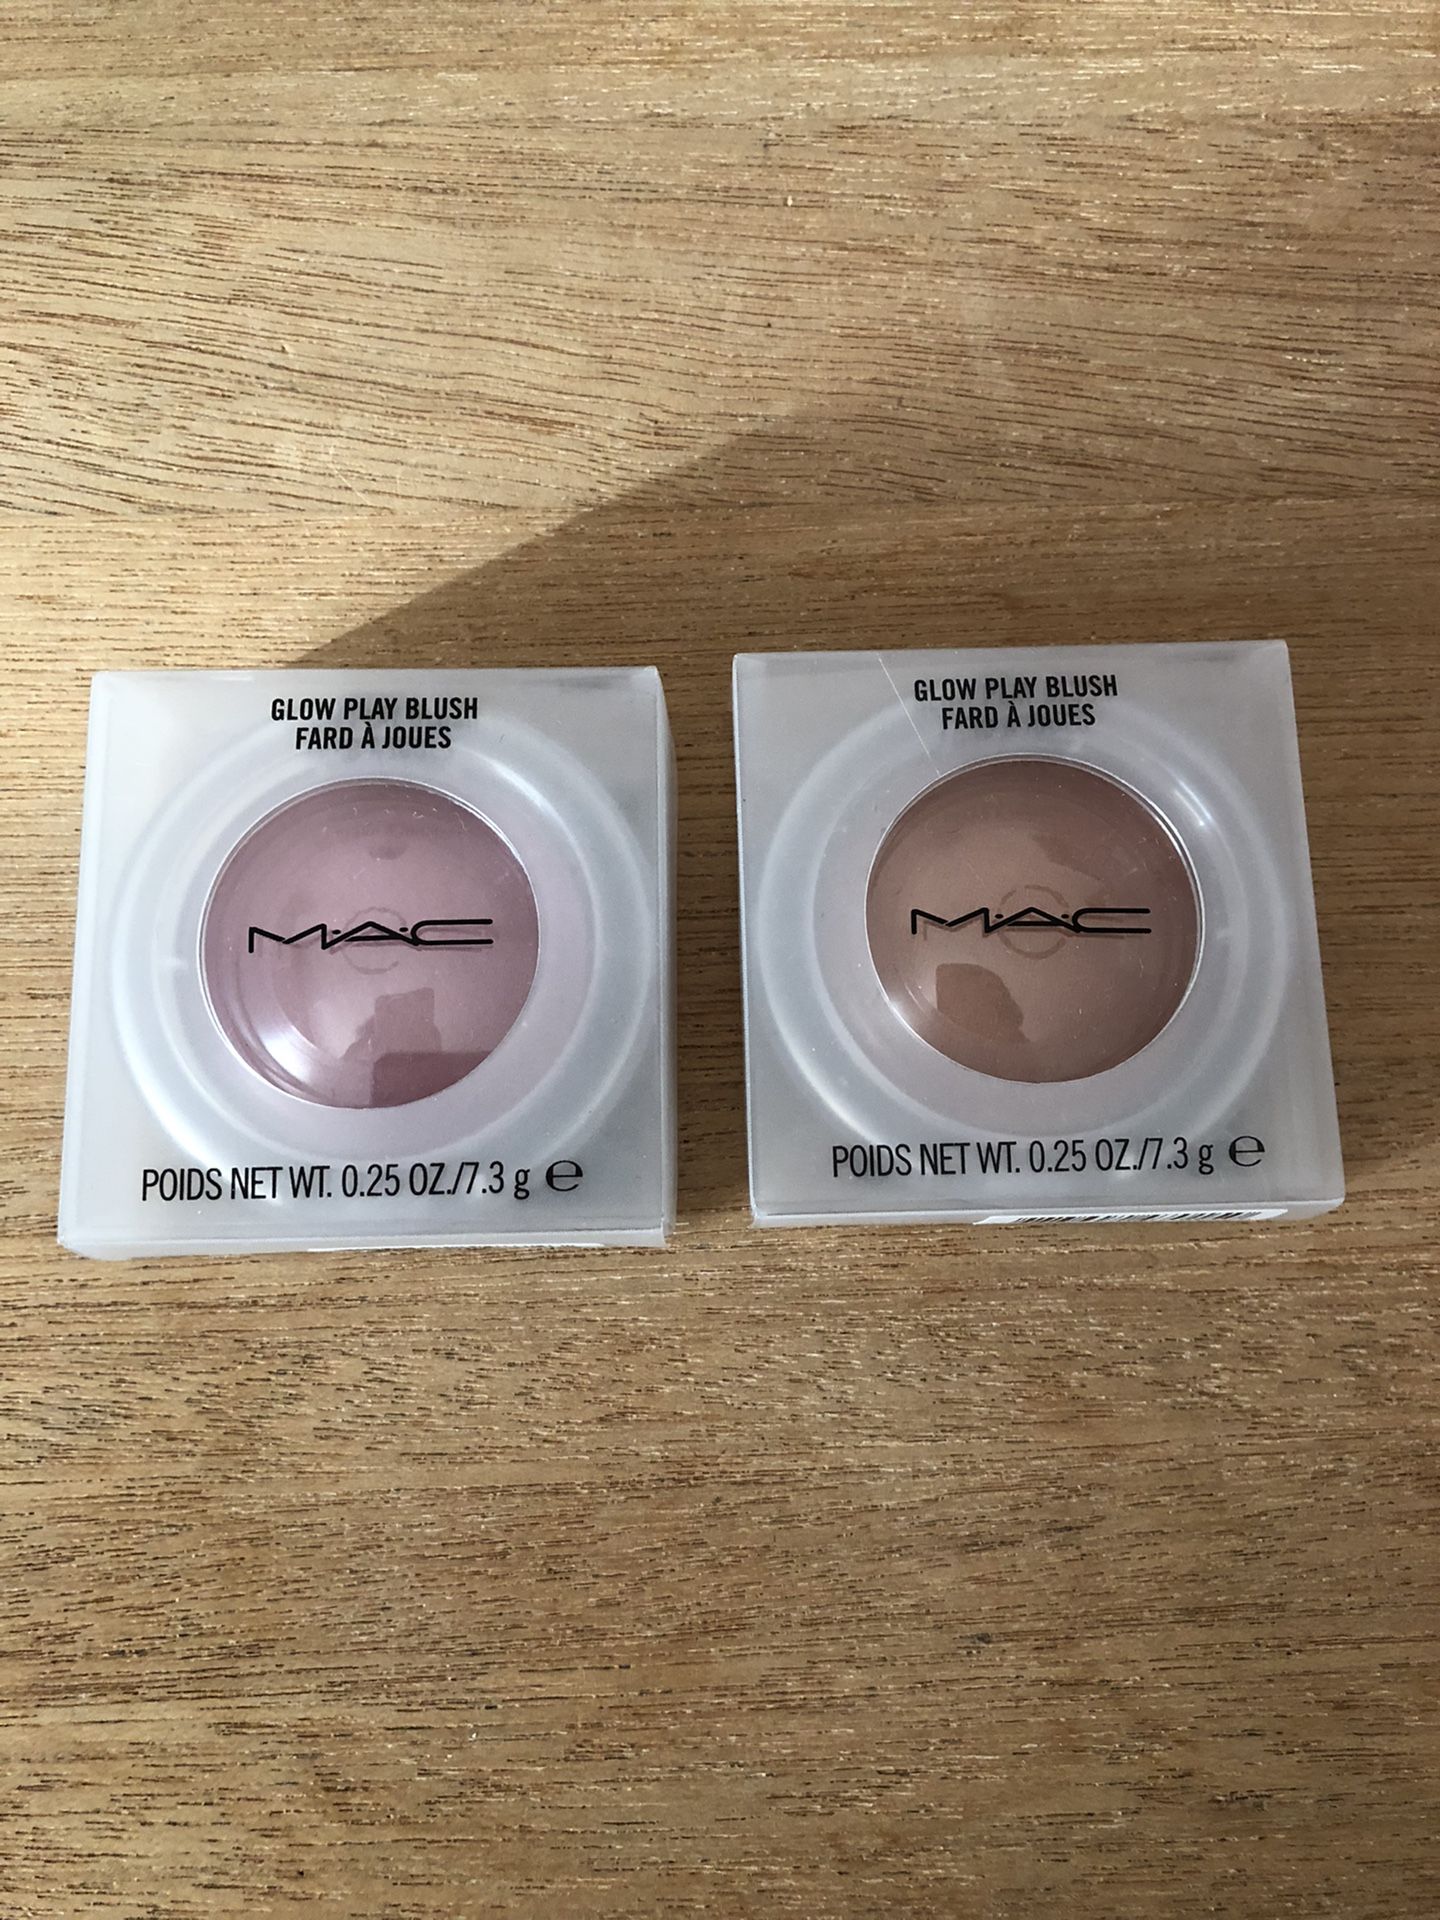 GLOW PLAY BLUSH
FARD À JOUES
M·A·C
POIDS NET WT. 0.25 OZ./7.3 g ℮
GLOW PLAY BLUSH
FARD À JOUES
M·A·C
POIDS NET WT. 0.25 OZ./7.3 g ℮